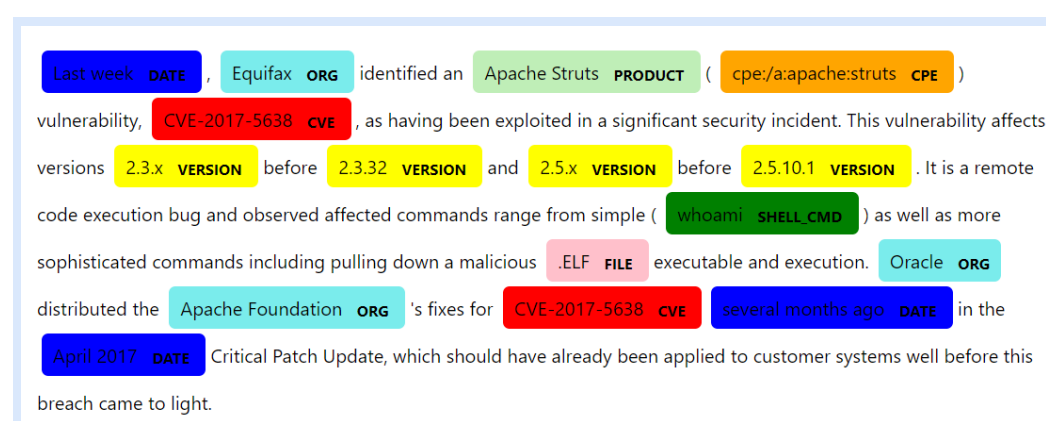 Last week DATE , Equifax ORG identified an Apache Struts PRODUCT ( cpe:/a:apache:struts CPE )
vulnerability, CVE-2017-5638 CVE , as having been exploited in a significant security incident. This vulnerability affects
versions 2.3.x VERSION before 2.3.32 VERSION and 2.5.x VERSION before 2.5.10.1 VERSION . It is a remote
code execution bug and observed affected commands range from simple ( whoami SHELL_CMD ) as well as more
sophisticated commands including pulling down a malicious .ELF FILE executable and execution. Oracle ORG
distributed the Apache Foundation ORG 's fixes for CVE-2017-5638 CVE several months ago DATE in the
April 2017 DATE Critical Patch Update, which should have already been applied to customer systems well before this
breach came to light.